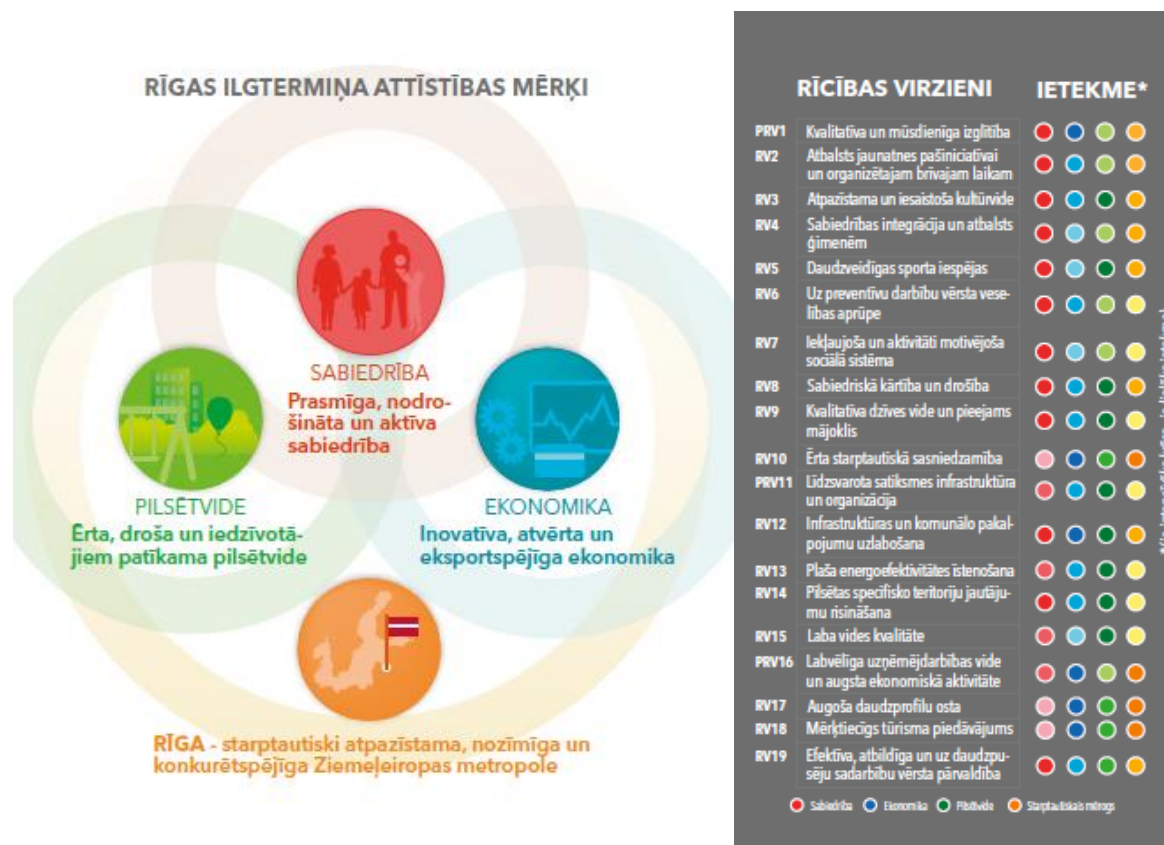 RĪGAS ILGTERMIŅA ATTĪSTĪBAS MĒRĶI
SABIEDRĪBA
Prasmīga, nodro-
šināta un aktīva
sabiedrība
PILSĒTVIDE
Ērta, droša un iedzīvotā-
jiem patīkama pilsētvide
EKONOMIKA
Inovatīva, atvērta un
eksportspējīga ekonomika
RĪGA - starptautiski atpazīstama, nozīmīga un
konkurētspējīga Ziemeļeiropas metropole
RĪCĪBAS VIRZIENI IETEKME*
PRV1 Kvalitatīva un mūsdienīga izglītība
RV2 Atbalsts jaunatnes pašiniciatīvai
un organizētajam brīvajam laikam
RV3 Atpazīstama un iesaistoša kultūrvide
RV4 Sabiedrības integrācija un atbalsts
ģimenēm
RV5 Daudzveidīgas sporta iespējas
RV6 Uz preventīvu darbību vērsta vese-
lības aprūpe
RV7 Iekļaujoša un aktivitāti motivējoša
sociālā sistēma
RV8 Sabiedriskā kārtība un drošība
RV9 Kvalitatīva dzīves vide un pieejams
mājoklis
RV10 Ērta starptautiskā sasniedzamība
PRV11 Līdzsvarota satiksmes infrastruktūra
un organizācija
RV12 Infrastruktūras un komunālo pakal-
pojumu uzlabošana
RV13 Plaša energoefektivitātes īstenošana
RV14 Pilsētas specifisko teritoriju jautāju-
mu risināšana
RV15 Laba vides kvalitāte
PRV16 Labvēlīga uzņēmējdarbības vide
un augsta ekonomiskā aktivitāte
RV17 Augoša daudzprofilu osta
RV18 Mērķtiecīgs tūrisma piedāvājums
RV19 Efektīva, atbildīga un uz daudzpu-
sēju sadarbību vērsta pārvaldība
Sabiedrība Ekonomika Pilsētvide Starptautiskais mērogs